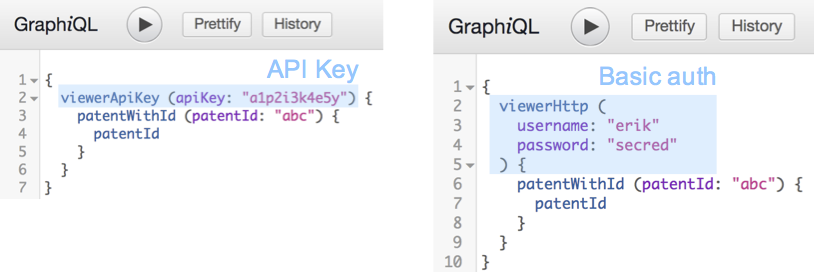 GraphiQL Prettify History
API Key
1 {
2 viewerApiKey (apiKey: "a1p2i3k4e5y") {
3 patentWithId (patentId: "abc") {
4 patentId
5 }
6 }
7 }
GraphiQL Prettify History
Basic auth
1 {
2 viewerHttp (
3 username: "erik"
4 password: "secred"
5 ) {
6 patentWithId (patentId: "abc") {
7 patentId
8 }
9 }
10 }